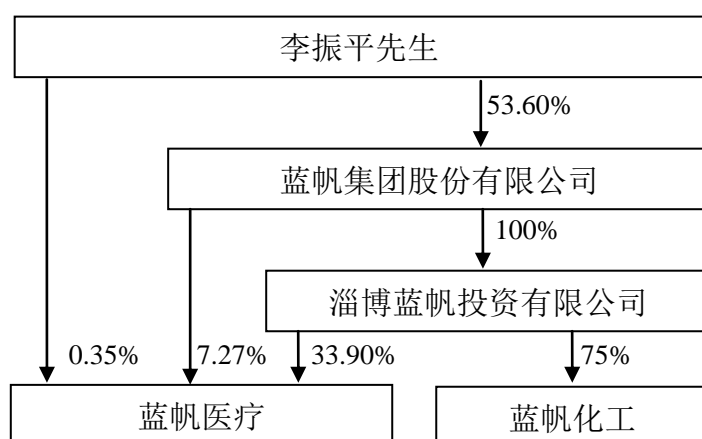 李振平先生
53.60%
蓝帆集团股份有限公司
100%
淄博蓝帆投资有限公司
0.35%
7.27%
33.90%
75%
蓝帆医疗
蓝帆化工